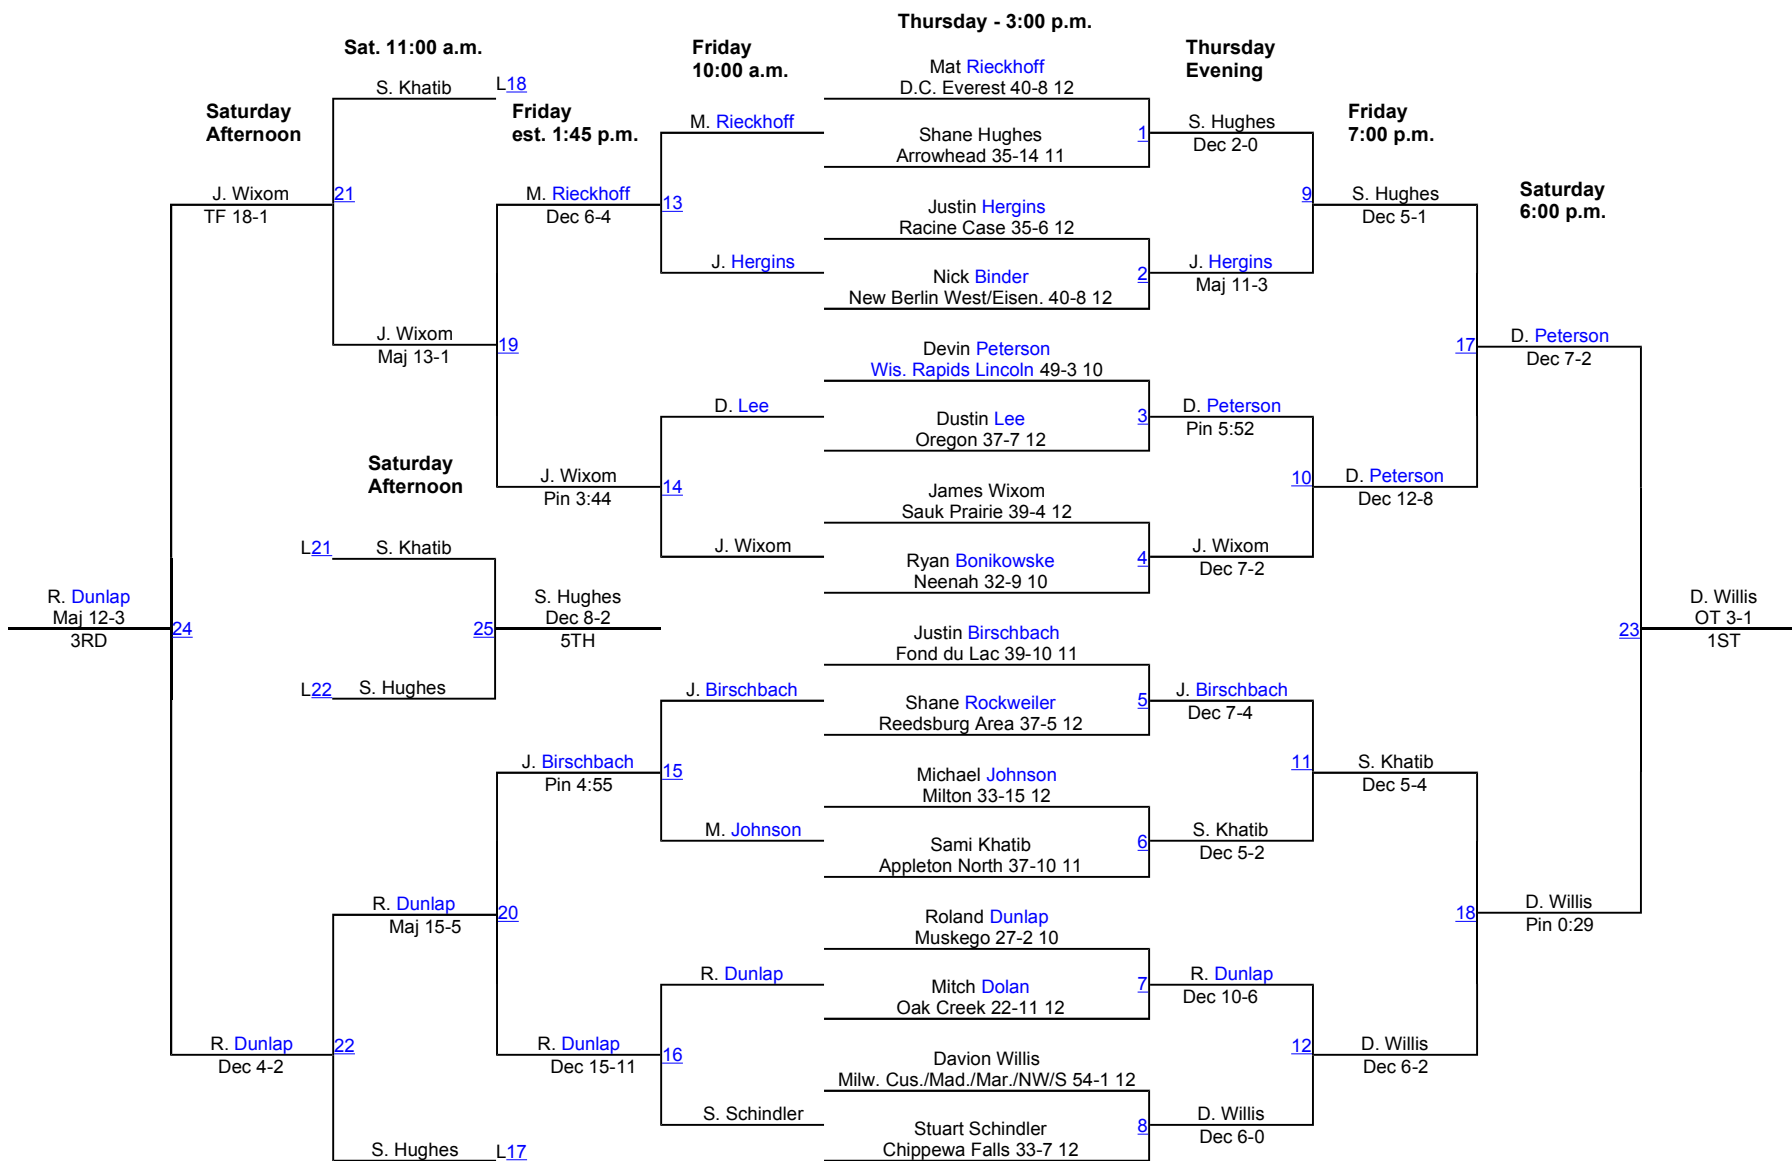 Thursday - 3:00 p.m.
Sat. 11:00 a.m.
Friday
10:00 a.m.
Thursday
Evening
Mat Rieckhoff
D.C. Everest 40-8 12
S. Khatib
L18
Saturday
Afternoon
Friday
est. 1:45 p.m.
Friday
7:00 p.m.
M. Rieckhoff
Shane Hughes
Arrowhead 35-14 11
1
S. Hughes
Dec 2-0
J. Wixom
TF 18-1
21
M. Rieckhoff
Dec 6-4
13
Justin Hergins
Racine Case 35-6 12
9
S. Hughes
Dec 5-1
Saturday
6:00 p.m.
J. Hergins
Nick Binder
New Berlin West/Eisen. 40-8 12
2
J. Hergins
Maj 11-3
J. Wixom
Maj 13-1
19
Devin Peterson
Wis. Rapids Lincoln 49-3 10
17
D. Peterson
Dec 7-2
D. Lee
Dustin Lee
Oregon 37-7 12
3
D. Peterson
Pin 5:52
Saturday
Afternoon
J. Wixom
Pin 3:44
14
James Wixom
Sauk Prairie 39-4 12
10
D. Peterson
Dec 12-8
L21
S. Khatib
J. Wixom
Ryan Bonikowske
Neenah 32-9 10
4
J. Wixom
Dec 7-2
R. Dunlap
Maj 12-3
3RD
24
25
S. Hughes
Dec 8-2
5TH
Justin Birschbach
Fond du Lac 39-10 11
23
D. Willis
OT 3-1
1ST
L22
S. Hughes
J. Birschbach
Shane Rockweiler
Reedsburg Area 37-5 12
5
J. Birschbach
Dec 7-4
J. Birschbach
Pin 4:55
15
Michael Johnson
Milton 33-15 12
11
S. Khatib
Dec 5-4
M. Johnson
Sami Khatib
Appleton North 37-10 11
6
S. Khatib
Dec 5-2
R. Dunlap
Maj 15-5
20
Roland Dunlap
Muskego 27-2 10
18
D. Willis
Pin 0:29
R. Dunlap
Mitch Dolan
Oak Creek 22-11 12
7
R. Dunlap
Dec 10-6
R. Dunlap
Dec 4-2
22
R. Dunlap
Dec 15-11
16
Davion Willis
Milw. Cus./Mad./Mar./NW/S 54-1 12
12
D. Willis
Dec 6-2
S. Schindler
Stuart Schindler
Chippewa Falls 33-7 12
8
D. Willis
Dec 6-0
S. Hughes
L17